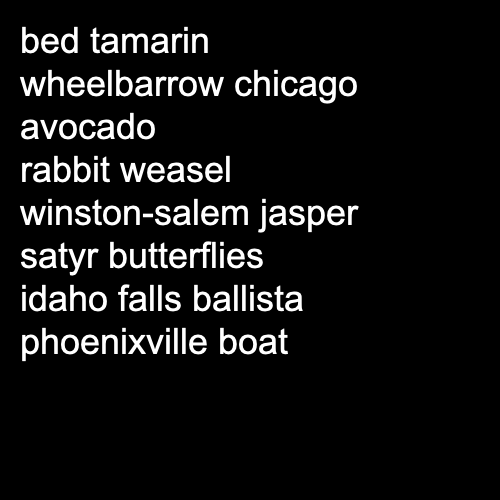 bed tamarin
wheelbarrow chicago
avocado
rabbit weasel
winston-salem jasper
satyr butterflies
idaho falls ballista
phoenixville boat